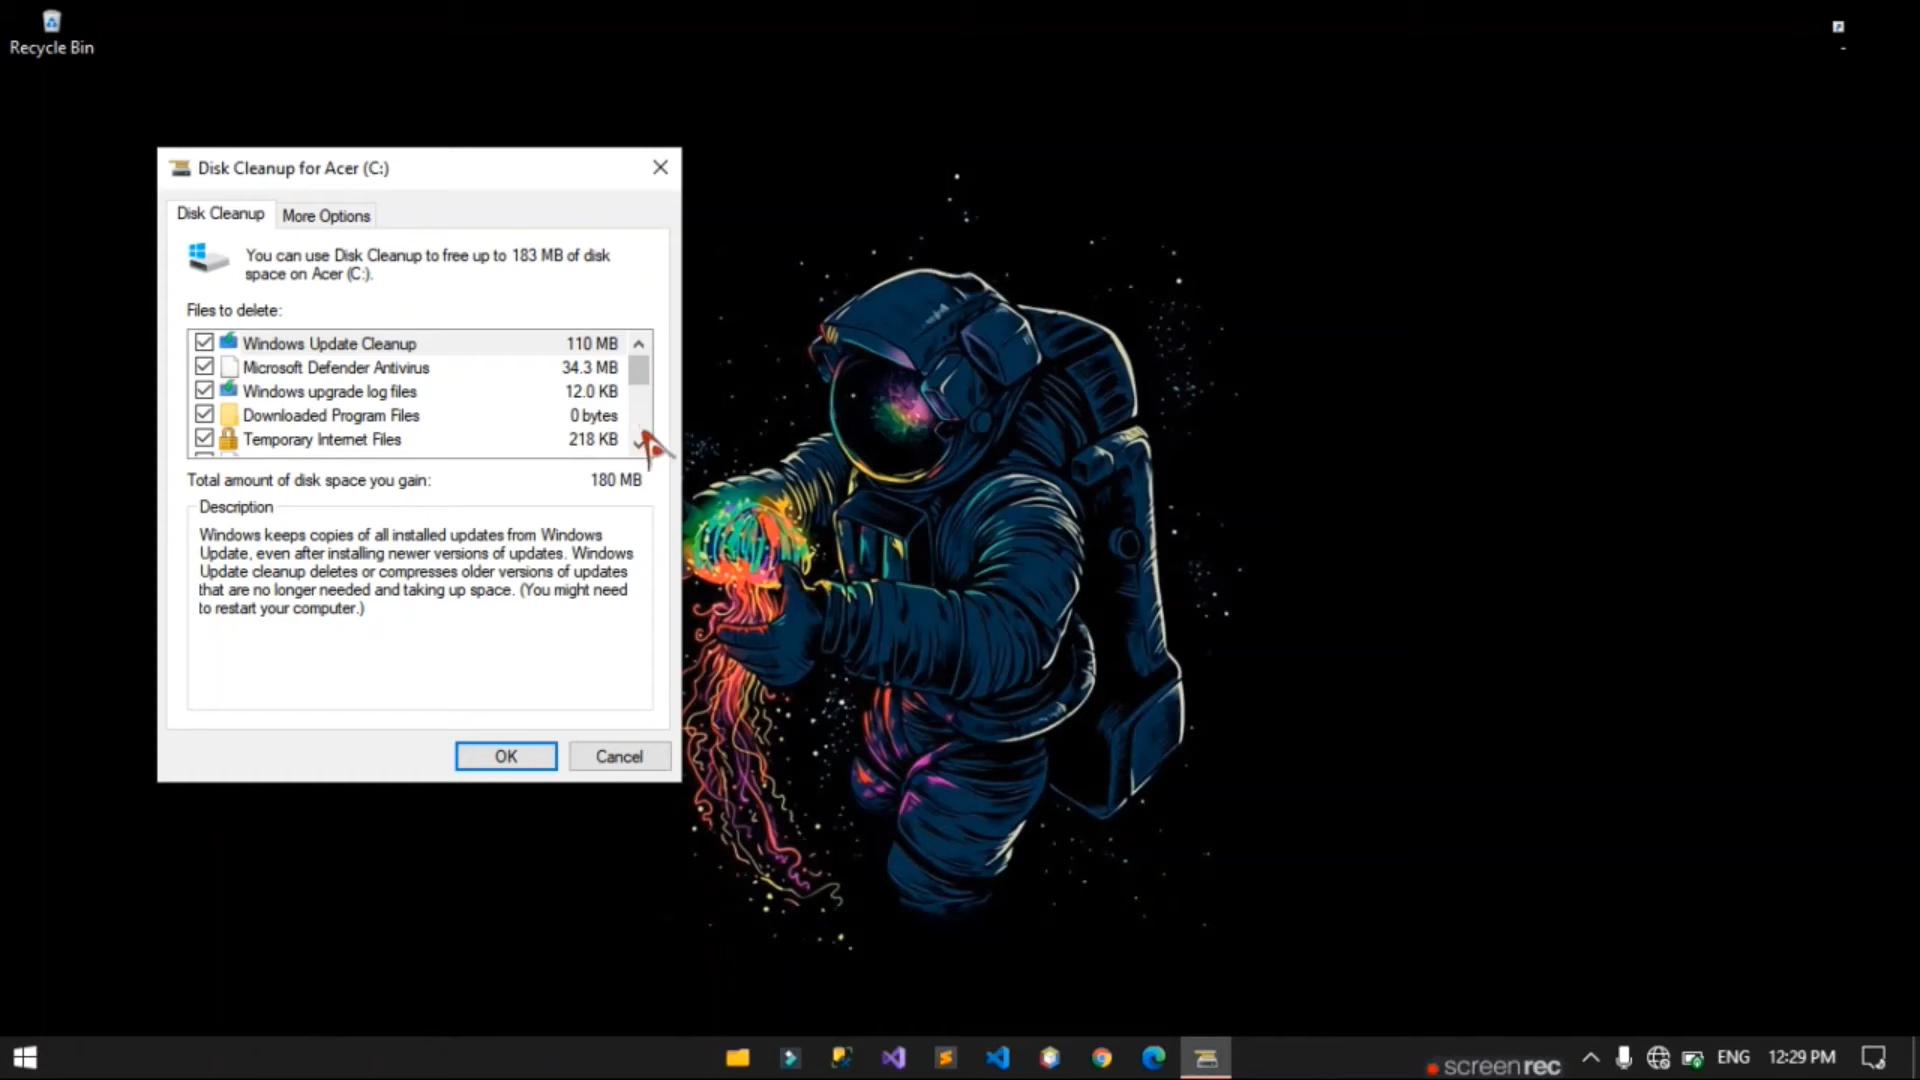 Recycle Bin
Disk Cleanup for Acer (C:)
Disk Cleanup
More Options
You can use Disk Cleanup to free up to 183 MB of disk
space on Acer (C:).
Files to delete:
Windows Update Cleanup 110 MB
Microsoft Defender Antivirus 34.3 MB
Windows upgrade log files 12.0 KB
Downloaded Program Files 0 bytes
Temporary Internet Files 218 KB
Total amount of disk space you gain: 180 MB
Description
Windows keeps copies of all installed updates from Windows
Update, even after installing newer versions of updates. Windows
Update cleanup deletes or compresses older versions of updates
that are no longer needed and taking up space. (You might need
to restart your computer.)
OK
Cancel
screenrec
ENG
12:29 PM